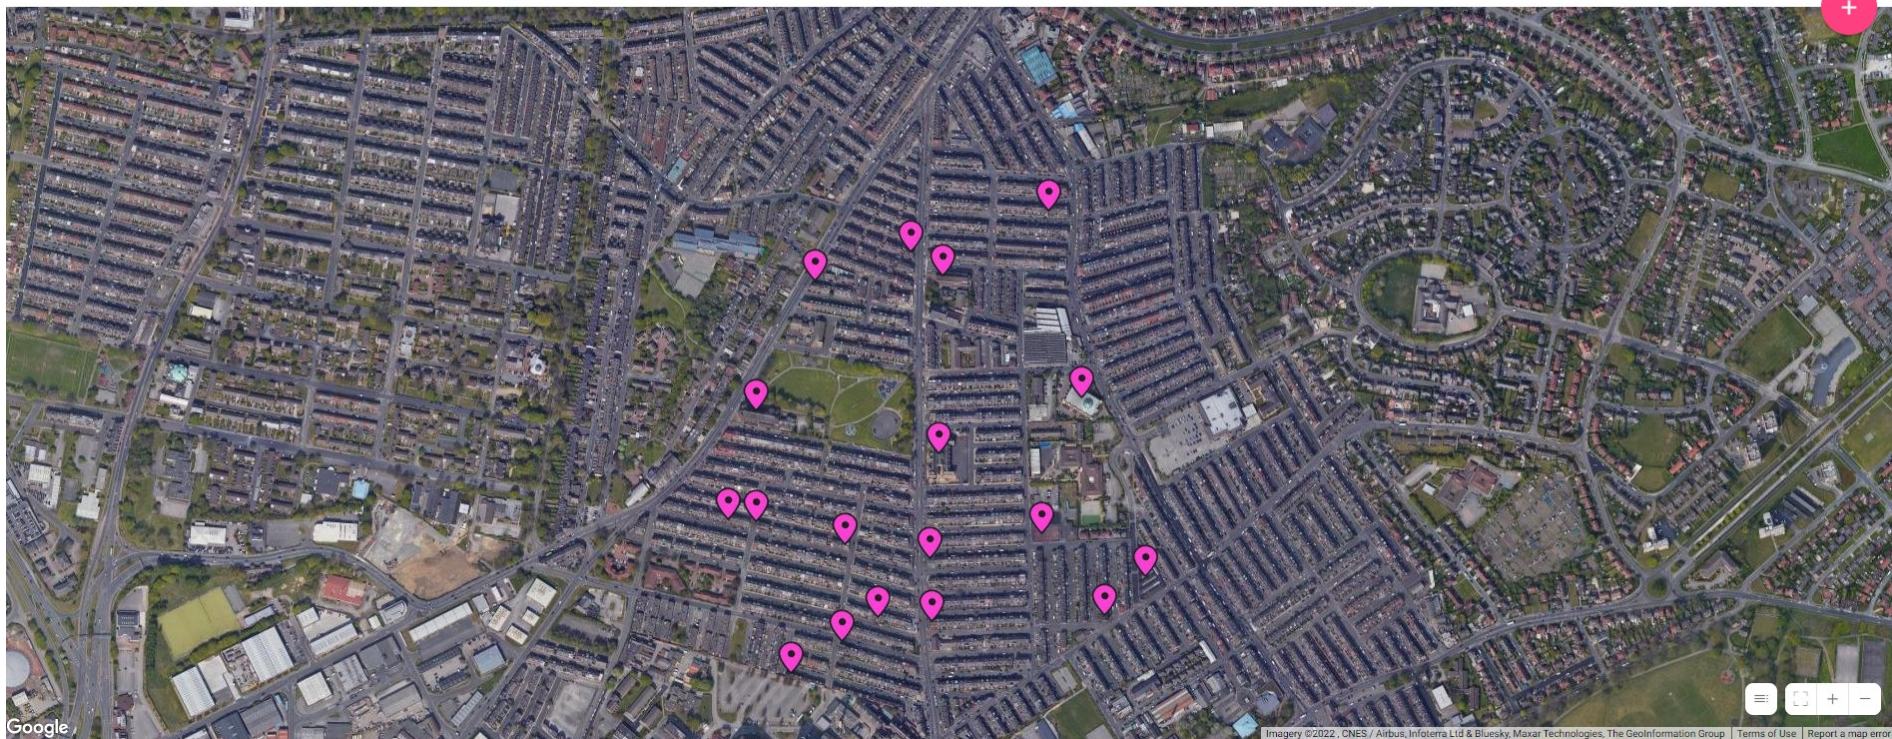 Google
Imagery ©2022 , CNES / Airbus, Infoterra Ltd & Bluesky, Maxar Technologies, The GeoInformation Group
Terms of Use
Report a map error